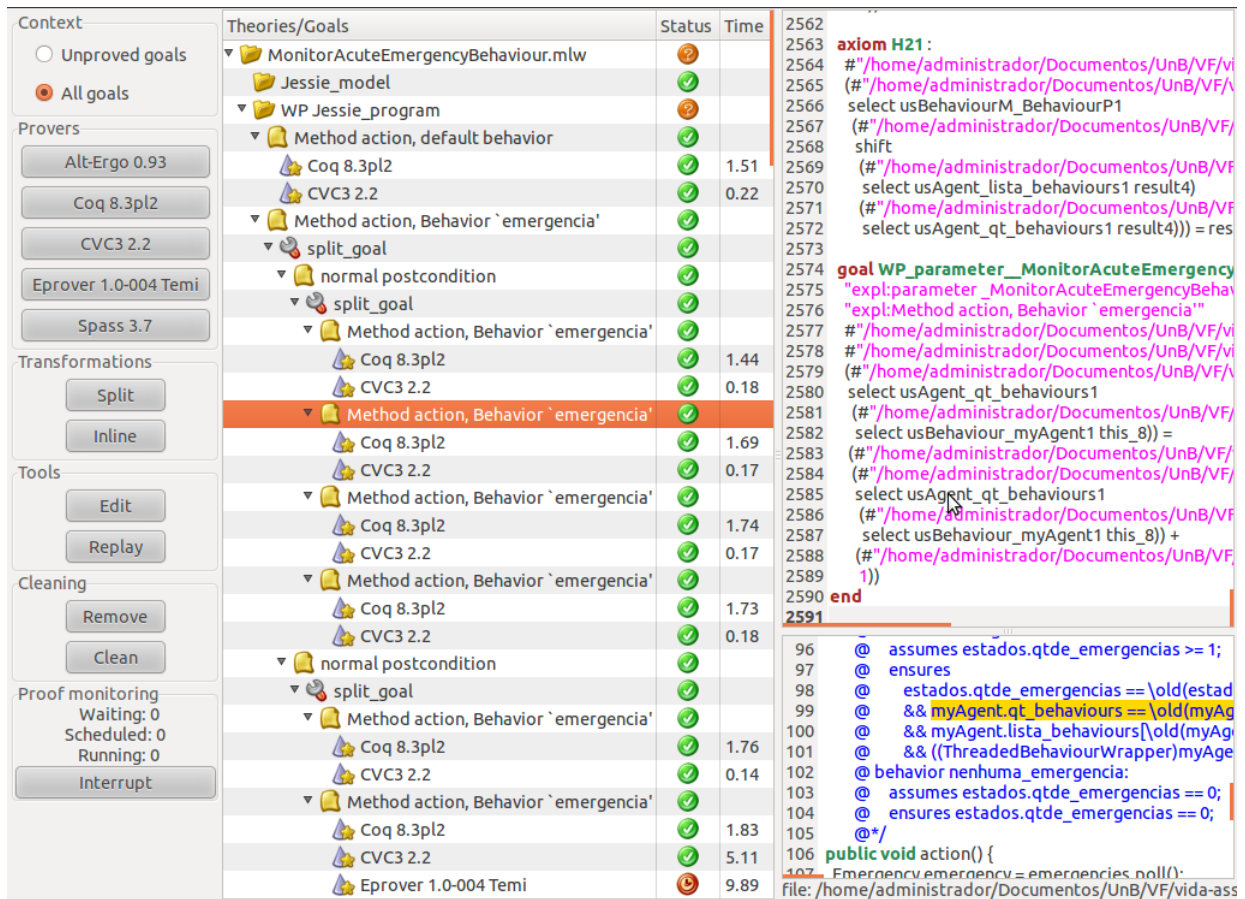 Context
Unproved goals
All goals
Provers
Alt-Ergo 0.93
Coq 8.3pl2
CVC3 2.2
Eprover 1.0-004 Temi
Spass 3.7
Transformations
Split
Inline
Tools
Edit
Replay
Cleaning
Remove
Clean
Proof monitoring
Waiting: 0
Scheduled: 0
Running: 0
Interrupt
Theories/Goals Status Time
MonitorAcuteEmergencyBehaviour.mlw
Jessie_model
WP Jessie_program
Method action, default behavior
Coq 8.3pl2 1.51
CVC3 2.2 0.22
Method action, Behavior `emergencia'
split_goal
normal postcondition
split_goal
Method action, Behavior `emergencia'
Coq 8.3pl2 1.44
CVC3 2.2 0.18
Method action, Behavior `emergencia'
Coq 8.3pl2 1.69
CVC3 2.2 0.17
Method action, Behavior `emergencia'
Coq 8.3pl2 1.74
CVC3 2.2 0.17
Method action, Behavior `emergencia'
Coq 8.3pl2 1.73
CVC3 2.2 0.18
normal postcondition
split_goal
Method action, Behavior `emergencia'
Coq 8.3pl2 1.76
CVC3 2.2 0.14
Method action, Behavior `emergencia'
Coq 8.3pl2 1.83
CVC3 2.2 5.11
Eprover 1.0-004 Temi 9.89
2562
2563 axiom H21 :
2564 #"/home/administrador/Documentos/UnB/VF/vi
2565 (#"/home/administrador/Documentos/UnB/VF/v
2566 select usBehaviourM_BehaviourP1
2567 (#"/home/administrador/Documentos/UnB/VF/
2568 shift
2569 (#"/home/administrador/Documentos/UnB/VF
2570 select usAgent_lista_behaviours1 result4)
2571 (#"/home/administrador/Documentos/UnB/VF
2572 select usAgent_qt_behaviours1 result4))) = res
2573
2574 goal WP_parameter__MonitorAcuteEmergency
2575 "expl:parameter _MonitorAcuteEmergencyBehav
2576 "expl:Method action, Behavior `emergencia'"
2577 #"/home/administrador/Documentos/UnB/VF/vi
2578 #"/home/administrador/Documentos/UnB/VF/vi
2579 (#"/home/administrador/Documentos/UnB/VF/v
2580 select usAgent_qt_behaviours1
2581 (#"/home/administrador/Documentos/UnB/VF/
2582 select usBehaviour_myAgent1 this_8)) =
2583 (#"/home/administrador/Documentos/UnB/VF/
2584 (#"/home/administrador/Documentos/UnB/VF/
2585 select usAgent_qt_behaviours1
2586 (#"/home/administrador/Documentos/UnB/VF
2587 select usBehaviour_myAgent1 this_8)) +
2588 (#"/home/administrador/Documentos/UnB/VF/
2589 1))
2590 end
2591
96 @ assumes estados.qtde_emergencias >= 1;
97 @ ensures
98 @ estados.qtde_emergencias == \old(estad
99 @ && myAgent.qt_behaviours == \old(myAg
100 @ && myAgent.lista_behaviours[\old(myAge
101 @ && ((ThreadedBehaviourWrapper)myAge
102 @ behavior nenhuma_emergencia:
103 @ assumes estados.qtde_emergencias == 0;
104 @ ensures estados.qtde_emergencias == 0;
105 @*/
106 public void action() {
107 Emergency emergency = emergencies.poll();
file: /home/administrador/Documentos/UnB/VF/vida-ass